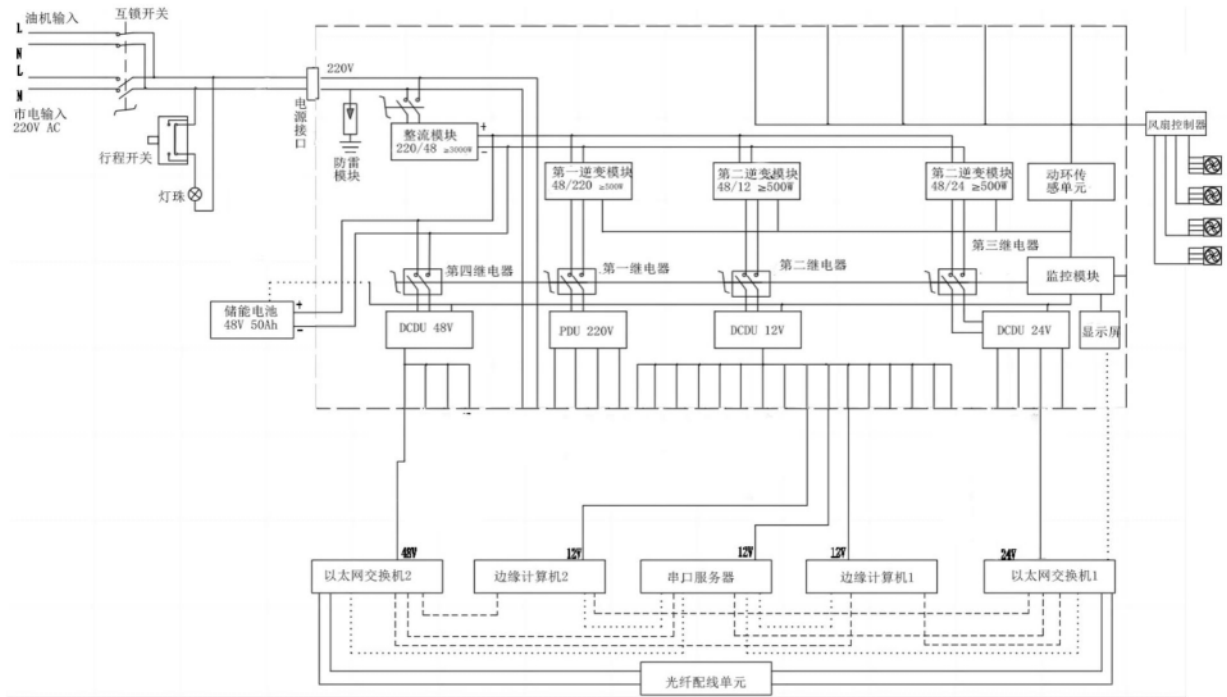 油机输入
互锁开关
L
N
L
N
市电输入
220V AC
行程开关
灯珠
220V
电源接口
防雷
模块
整流模块
220/48 ≥3000W
+
-
第一逆变模块
48/220 ≥500W
第二逆变模块
48/12 ≥500W
第二逆变模块
48/24 ≥500W
动环传
感单元
风扇控制器
第四继电器
第一继电器
第二继电器
第三继电器
监控模块
储能电池
48V 50Ah
+
-
DCDU 48V
PDU 220V
DCDU 12V
DCDU 24V
显示屏
48V
12V
12V
12V
24V
以太网交换机2
边缘计算机2
串口服务器
边缘计算机1
以太网交换机1
光纤配线单元